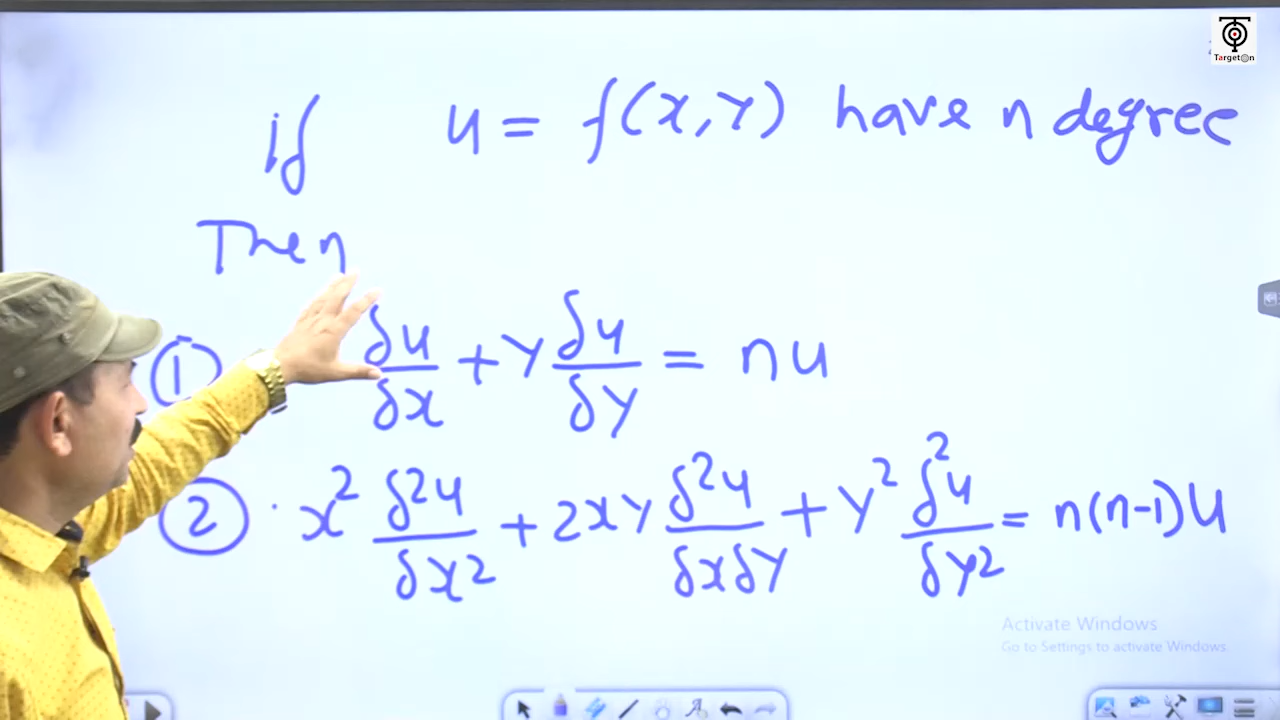 Target@n
if u = f(x,y) have n degree
Then
① δu/δx + y δu/δy = nu
② x² δ²u/δx² + 2xy δ²u/δxδy + y² δ²u/δy² = n(n-1)u
Activate Windows
Go to Settings to activate Windows.